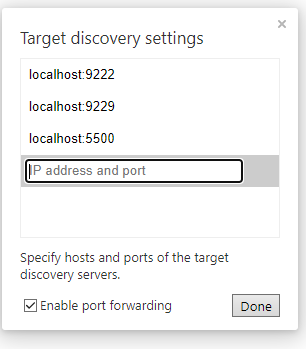 Target discovery settings
localhost:9222
localhost:9229
localhost:5500
IP address and port
Specify hosts and ports of the target
discovery servers.
Enable port forwarding
Done